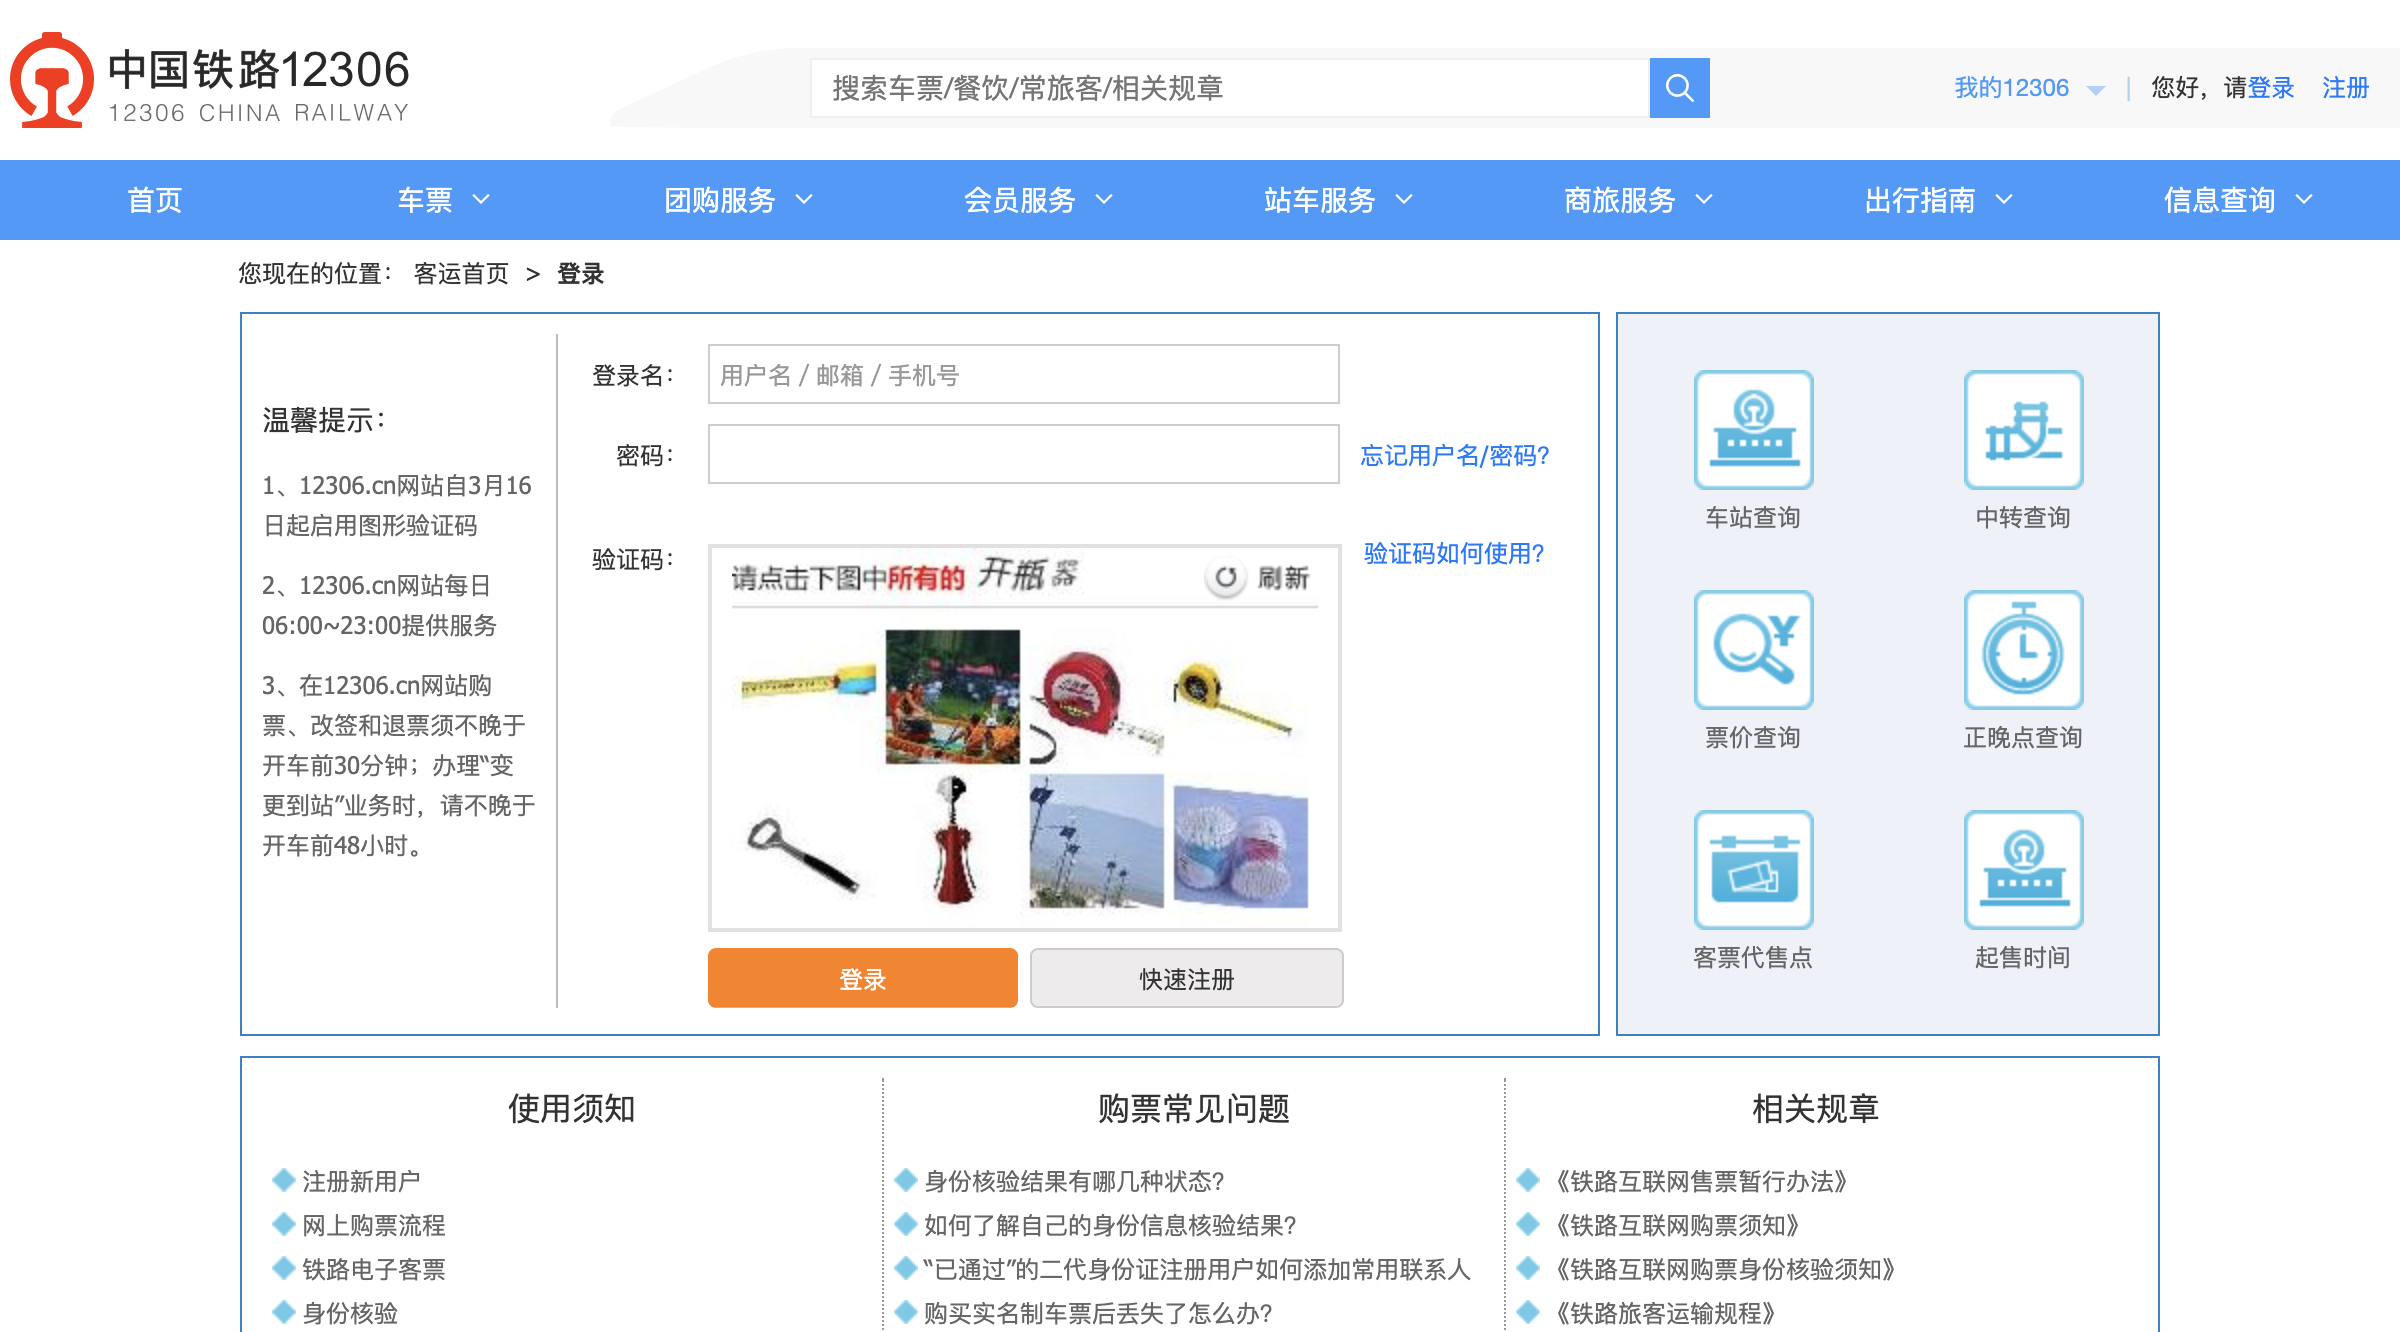 中国铁路12306
12306 CHINA RAILWAY
搜索车票/餐饮/常旅客/相关规章
我的12306 | 您好，请登录 注册
首页 车票 团购服务 会员服务 站车服务 商旅服务 出行指南 信息查询
您现在的位置： 客运首页 > 登录
温馨提示：
1、12306.cn网站自3月16
日起启用图形验证码
2、12306.cn网站每日
06:00~23:00提供服务
3、在12306.cn网站购
票、改签和退票须不晚于
开车前30分钟；办理“变
更到站”业务时，请不晚于
开车前48小时。
登录名： 用户名 / 邮箱 / 手机号
密码： 忘记用户名/密码?
验证码： 验证码如何使用?
请点击下图中所有的 开瓶器 刷新
登录 快速注册
车站查询 中转查询
¥
票价查询 正晚点查询
客票代售点 起售时间
使用须知
注册新用户
网上购票流程
铁路电子客票
身份核验
购票常见问题
身份核验结果有哪几种状态?
如何了解自己的身份信息核验结果?
“已通过”的二代身份证注册用户如何添加常用联系人
购买实名制车票后丢失了怎么办?
相关规章
《铁路互联网售票暂行办法》
《铁路互联网购票须知》
《铁路互联网购票身份核验须知》
《铁路旅客运输规程》